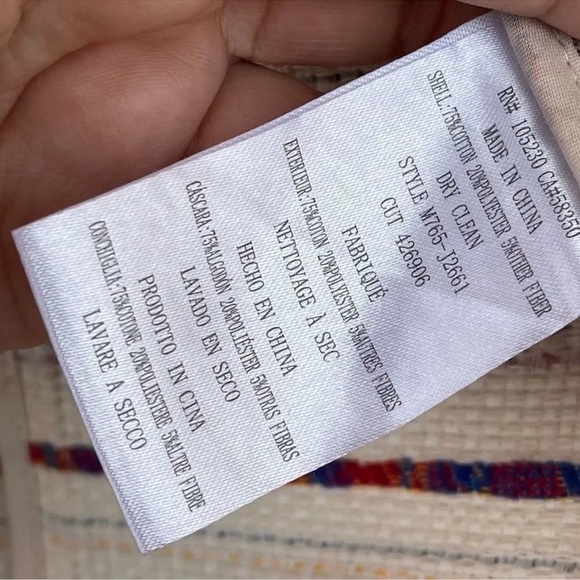 RN# 105230 CA#58350
MADE IN CHINA
SHELL:75%COTTON 20%POLYESTER 5%OTHER FIBER
DRY CLEAN
STYLE M765-J2661
CUT 426906
FABRIQUÉ
EXTERIEUR:75%COTON 20%POLYESTER 5%AUTRES FIBRES
NETTOYAGE À SEC
HECHO EN CHINA
CÁSCARA:75%ALGODÓN 20%POLIÉSTER 5%OTRAS FIBRAS
LAVADO EN SECO
PRODOTTO IN CINA
CONCHIGLIA:75%COTONE 20%POLIESTERE 5%ALTRE FIBRE
LAVARE A SECCO